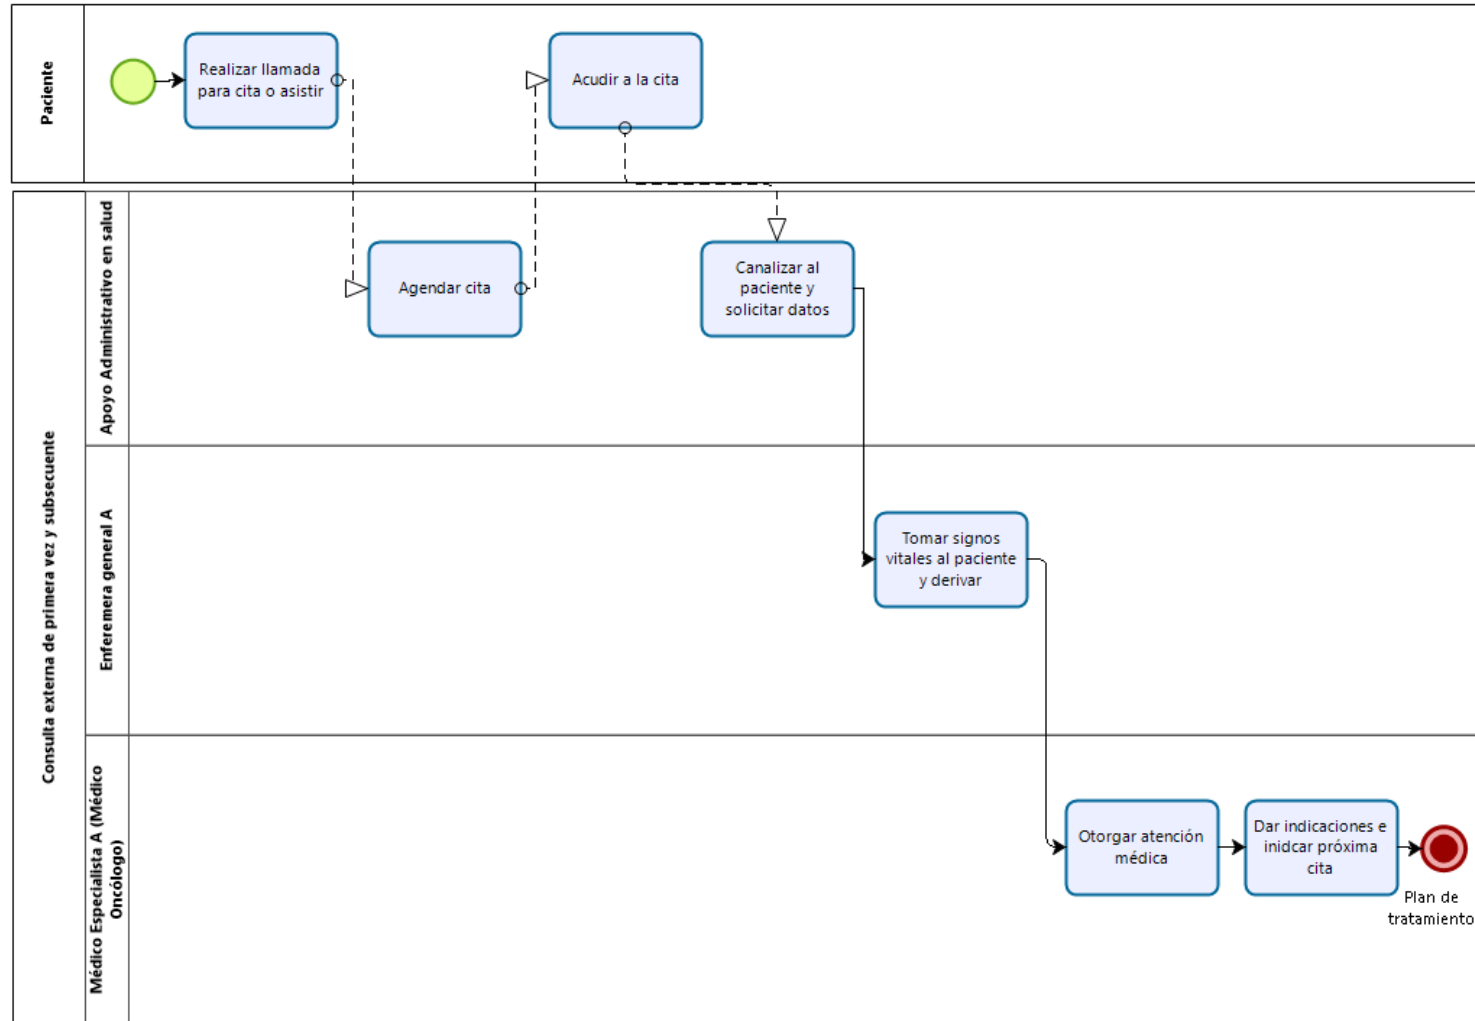 Paciente
Realizar llamada
para cita o asistir
Acudir a la cita
Consulta externa de primera vez y subsecuente
Apoyo Administrativo en salud
Agendar cita
Canalizar al
paciente y
solicitar datos
Enferemera general A
Tomar signos
vitales al paciente
y derivar
Médico Especialista A (Médico
Oncólogo)
Otorgar atención
médica
Dar indicaciones e
inidcar próxima
cita
Plan de
tratamiento